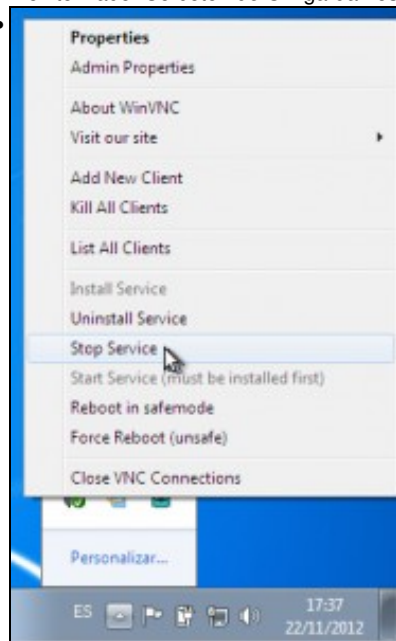 Properties
Admin Properties
About WinVNC
Visit our site
Add New Client
Kill All Clients
List All Clients
Install Service
Uninstall Service
Stop Service
Start Service (must be installed first)
Reboot in safemode
Force Reboot (unsafe)
Close VNC Connections
Personalizar...
ES
17:37
22/11/2012